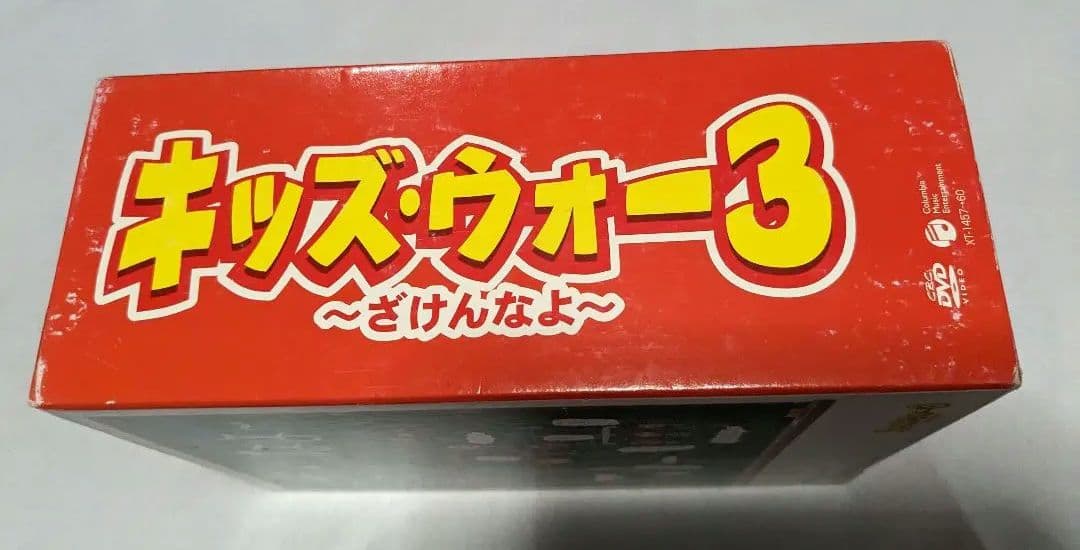 キッズ・ウォー3
~ざけんなよ~
Columbia
Music
Entertainment
XT-1457~60
CBC
DVD
VIDEO